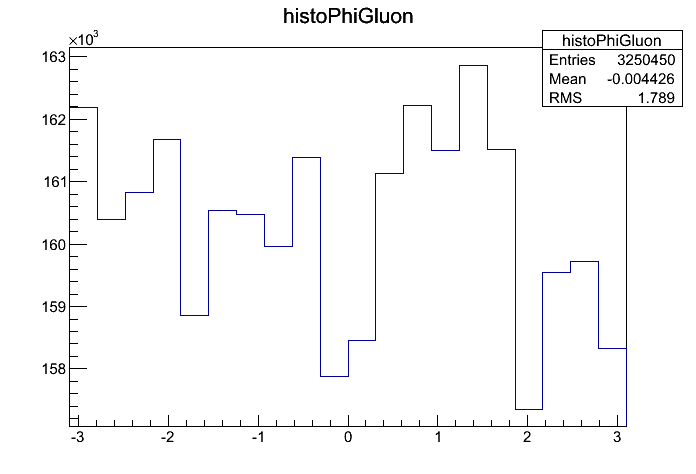 histoPhiGluon
×10³
histoPhiGluon
Entries 3250450
Mean -0.004426
RMS 1.789
163
162
161
160
159
158
-3 -2 -1 0 1 2 3